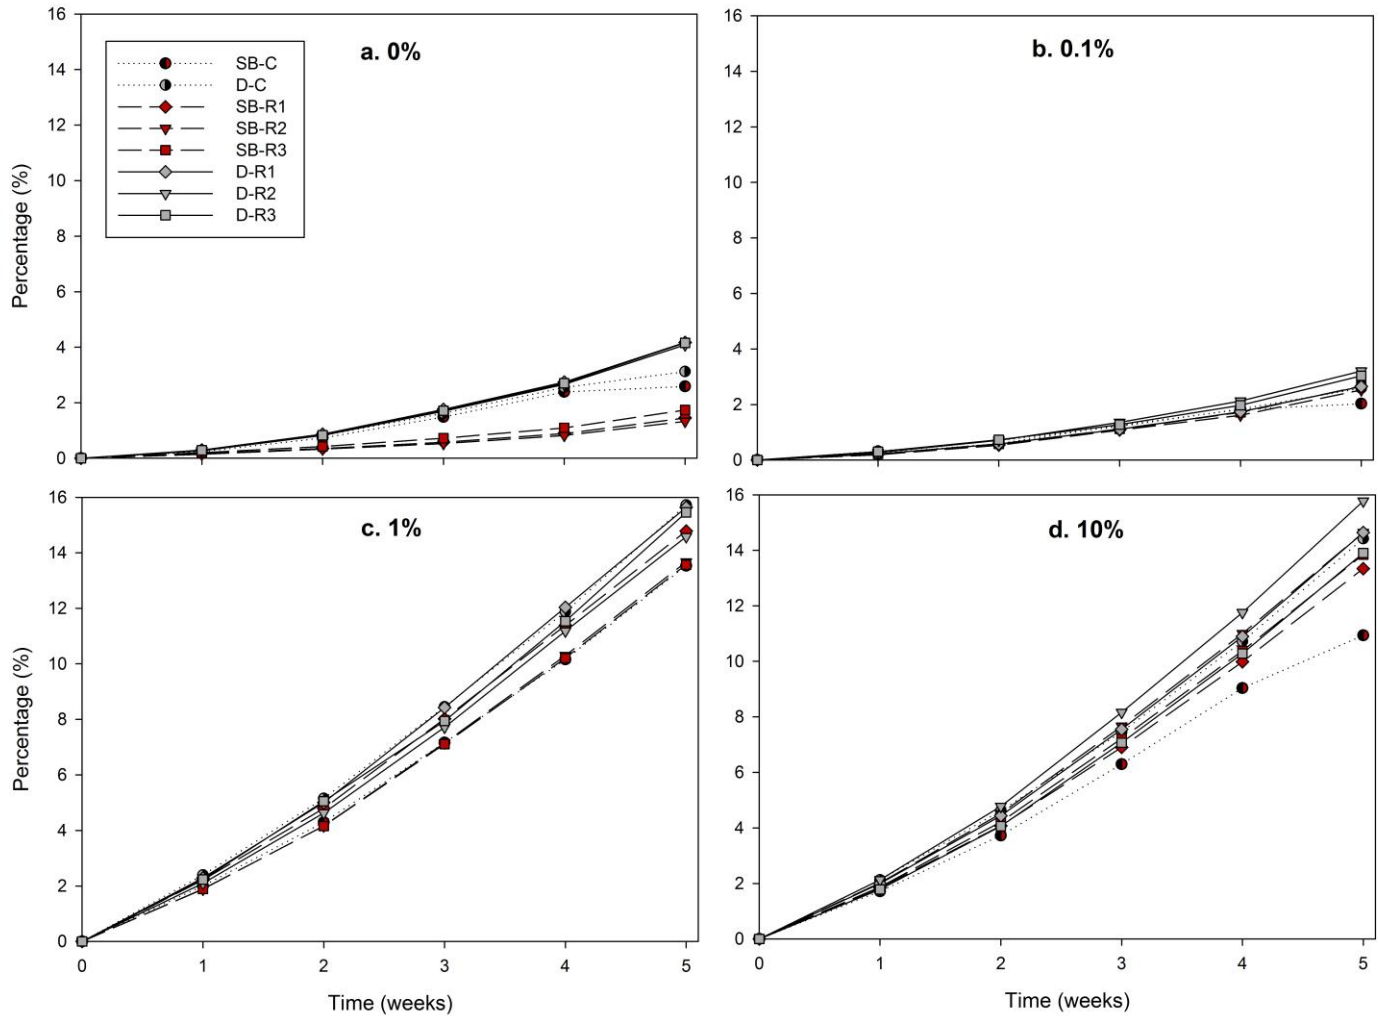 a. 0%
16
14
12
10
8
6
4
2
0
Percentage (%)
SB-C
D-C
SB-R1
SB-R2
SB-R3
D-R1
D-R2
D-R3
b. 0.1%
16
14
12
10
8
6
4
2
0
c. 1%
16
14
12
10
8
6
4
2
0
Percentage (%)
0 1 2 3 4 5
Time (weeks)
d. 10%
16
14
12
10
8
6
4
2
0
0 1 2 3 4 5
Time (weeks)